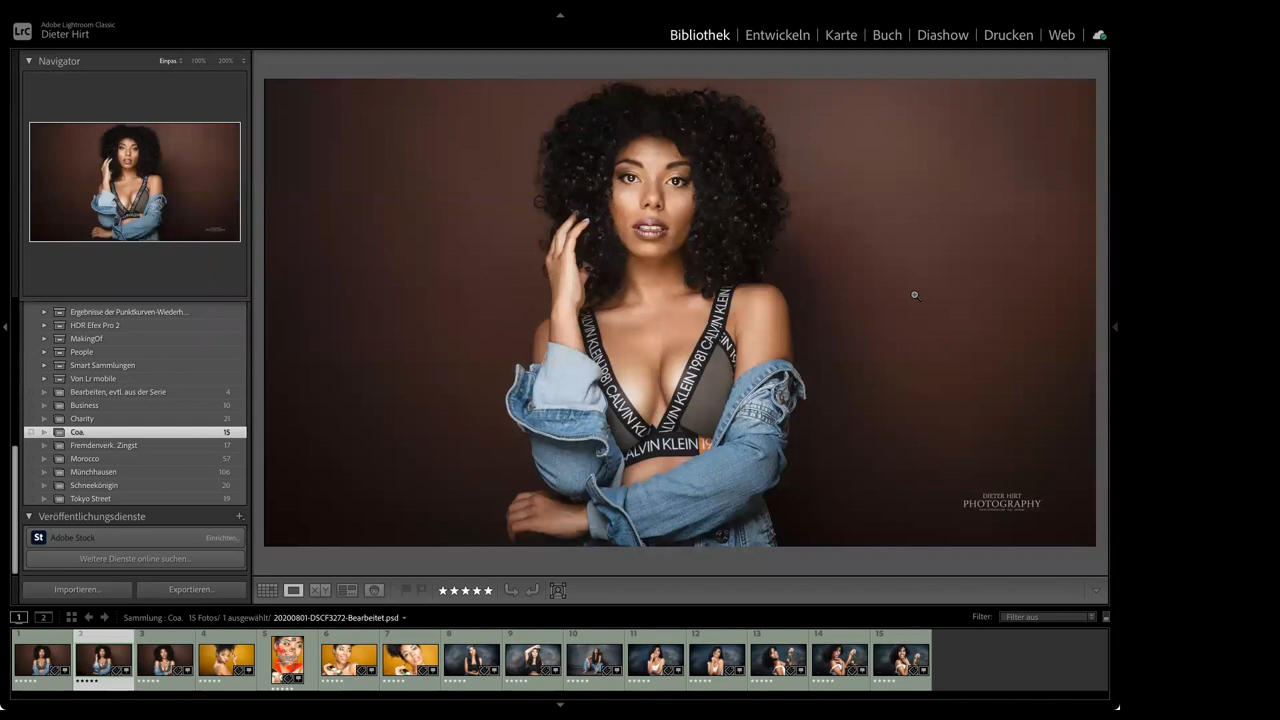 Adobe Lightroom Classic
LrC
Dieter Hirt
Bibliothek | Entwickeln | Karte | Buch | Diashow | Drucken | Web
Navigator Einpas. 100% 200%
Ergebnisse der Punktkurven-Wiederh...
HDR Efex Pro 2
MakingOf
People
Smart Sammlungen
Von Lr mobile
Bearbeiten, evtl. aus der Serie 4
Business 10
Charity 21
Coa. 15
Fremdenverk. Zingst 17
Morocco 57
Münchhausen 106
Schneekönigin 20
Tokyo Street 19
Veröffentlichungsdienste +
St Adobe Stock Einrichten...
Weitere Dienste online suchen...
Importieren... Exportieren...
CALVIN KLEIN 1981 CALVIN KLEIN
CALVIN KLEIN 1981 CALVIN KLEIN
CALVIN KLEIN 19
DIETER HIRT
PHOTOGRAPHY
XY
1 2 Sammlung : Coa. 15 Fotos/ 1 ausgewählt/ 20200801-DSCF3272-Bearbeitet.psd Filter: Filter aus
1 2 3 4 5 6 7 8 9 10 11 12 13 14 15